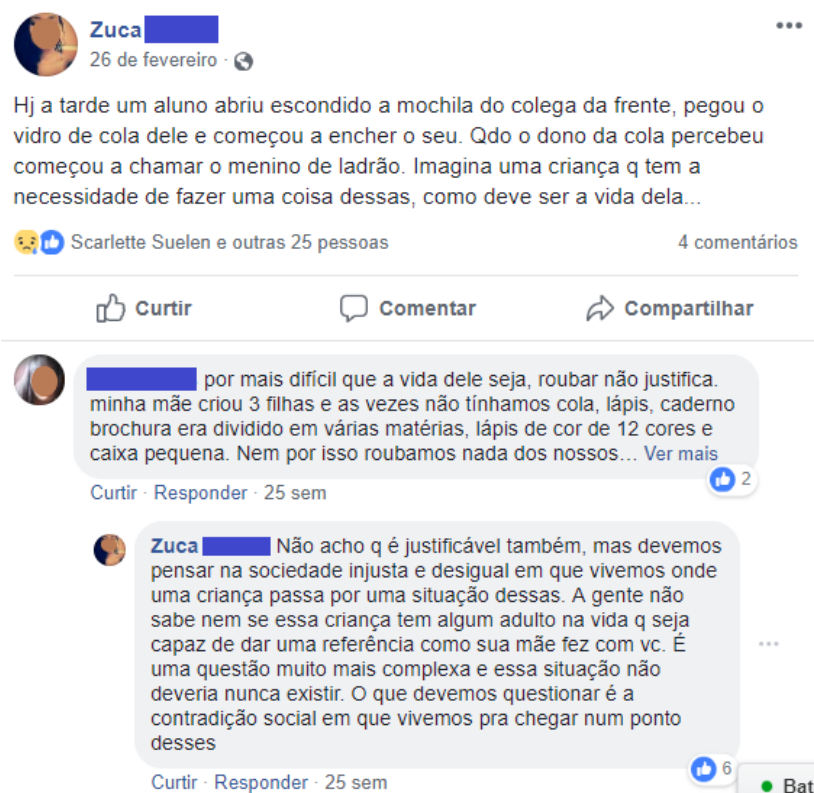 Zuca
26 de fevereiro ·
Hj a tarde um aluno abriu escondido a mochila do colega da frente, pegou o
vidro de cola dele e começou a encher o seu. Qdo o dono da cola percebeu
começou a chamar o menino de ladrão. Imagina uma criança q tem a
necessidade de fazer uma coisa dessas, como deve ser a vida dela...
Scarlette Suelen e outras 25 pessoas 4 comentários
Curtir Comentar Compartilhar
por mais difícil que a vida dele seja, roubar não justifica.
minha mãe criou 3 filhas e as vezes não tínhamos cola, lápis, caderno
brochura era dividido em várias matérias, lápis de cor de 12 cores e
caixa pequena. Nem por isso roubamos nada dos nossos... Ver mais
2
Curtir · Responder · 25 sem
Zuca Não acho q é justificável também, mas devemos
pensar na sociedade injusta e desigual em que vivemos onde
uma criança passa por uma situação dessas. A gente não
sabe nem se essa criança tem algum adulto na vida q seja
capaz de dar uma referência como sua mãe fez com vc. É
uma questão muito mais complexa e essa situação não
deveria nunca existir. O que devemos questionar é a
contradição social em que vivemos pra chegar num ponto
desses
6
Curtir · Responder · 25 sem
Bat